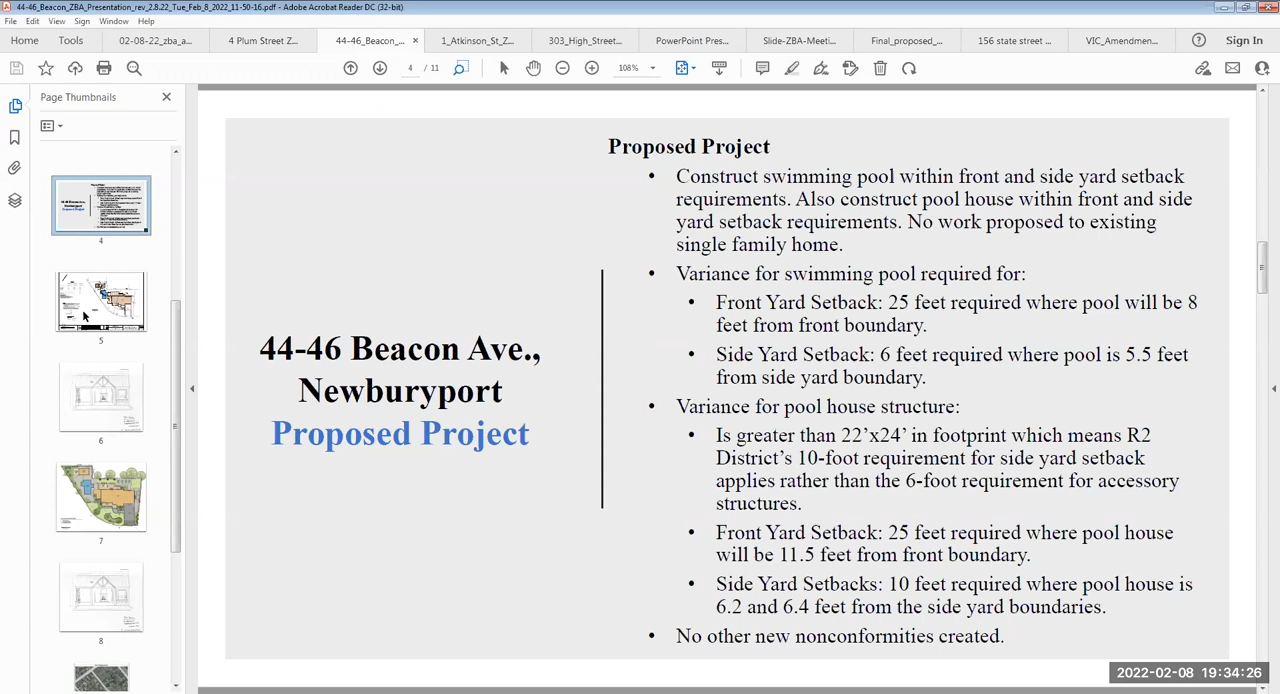 44-46_Beacon_ZBA_Presentation_rev_2.8.22_Tue_Feb_8_2022_11-50-16.pdf - Adobe Acrobat Reader DC (32-bit)
File Edit View Sign Window Help
Home Tools 02-08-22_zba_a... 4 Plum Street Z... 44-46_Beacon_... × 1_Atkinson_St_Z... 303_High_Street... PowerPoint Pres... Slide-ZBA-Meeti... Final_proposed_... 156 state street ... VIC_Amendmen... Sign In
4 / 11 108%
Page Thumbnails
4
5
6
7
8
44-46 Beacon Ave.,
Newburyport
Proposed Project
Proposed Project
• Construct swimming pool within front and side yard setback
requirements. Also construct pool house within front and side
yard setback requirements. No work proposed to existing
single family home.
• Variance for swimming pool required for:
• Front Yard Setback: 25 feet required where pool will be 8
feet from front boundary.
• Side Yard Setback: 6 feet required where pool is 5.5 feet
from side yard boundary.
• Variance for pool house structure:
• Is greater than 22’x24’ in footprint which means R2
District’s 10-foot requirement for side yard setback
applies rather than the 6-foot requirement for accessory
structures.
• Front Yard Setback: 25 feet required where pool house
will be 11.5 feet from front boundary.
• Side Yard Setbacks: 10 feet required where pool house is
6.2 and 6.4 feet from the side yard boundaries.
• No other new nonconformities created.
2022-02-08 19:34:26